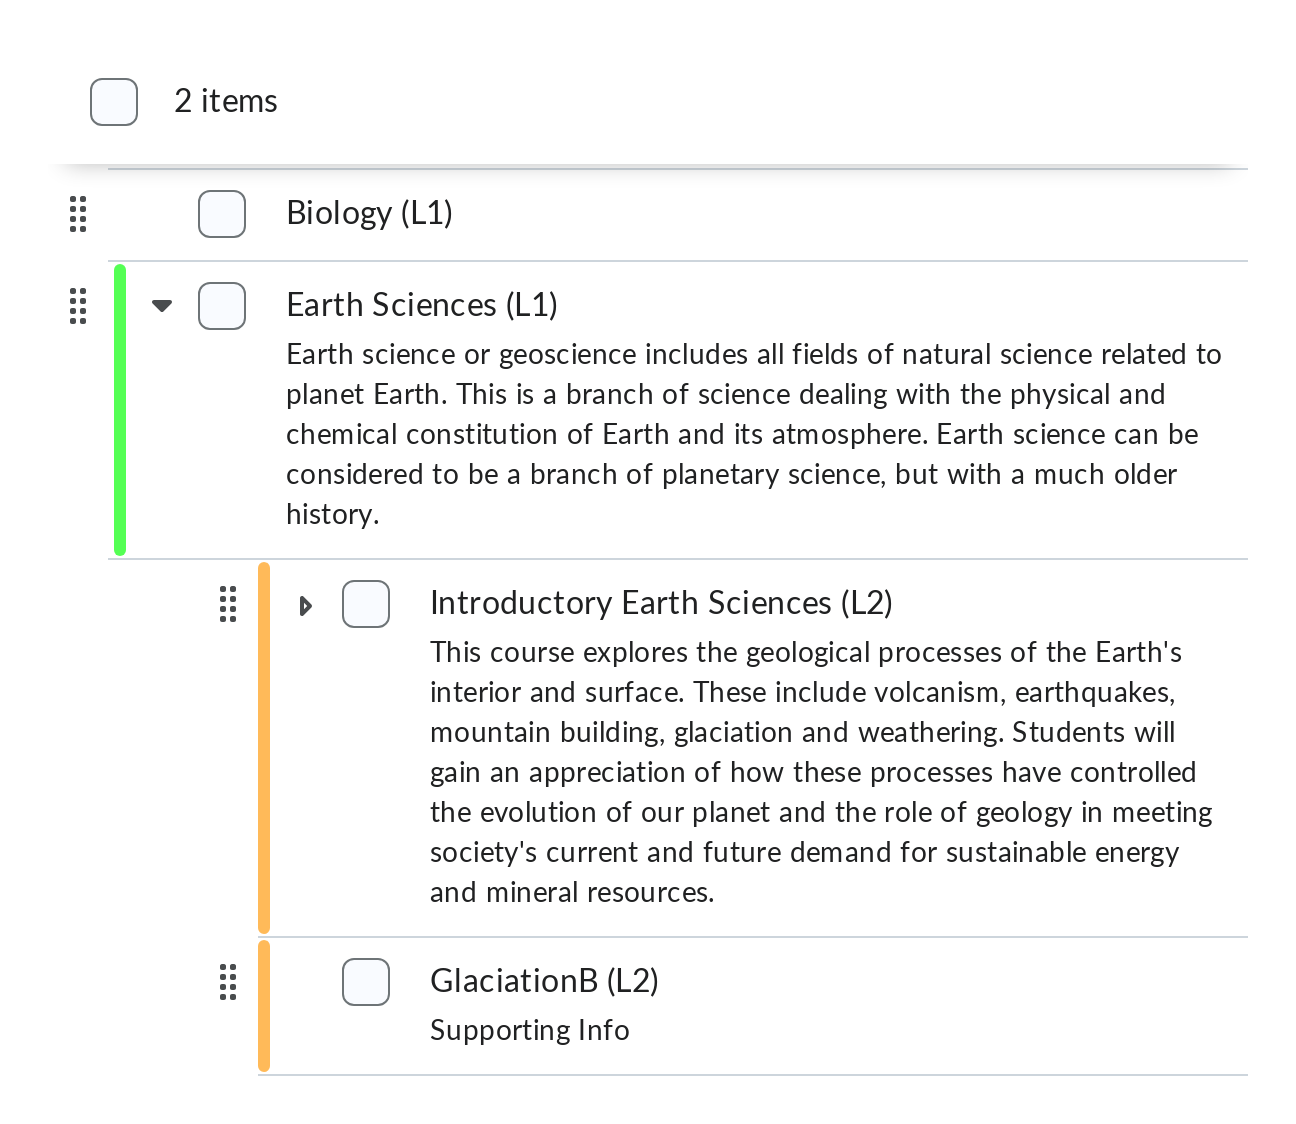 2 items
Biology (L1)
Earth Sciences (L1)
Earth science or geoscience includes all fields of natural science related to
planet Earth. This is a branch of science dealing with the physical and
chemical constitution of Earth and its atmosphere. Earth science can be
considered to be a branch of planetary science, but with a much older
history.
Introductory Earth Sciences (L2)
This course explores the geological processes of the Earth's
interior and surface. These include volcanism, earthquakes,
mountain building, glaciation and weathering. Students will
gain an appreciation of how these processes have controlled
the evolution of our planet and the role of geology in meeting
society's current and future demand for sustainable energy
and mineral resources.
GlaciationB (L2)
Supporting Info